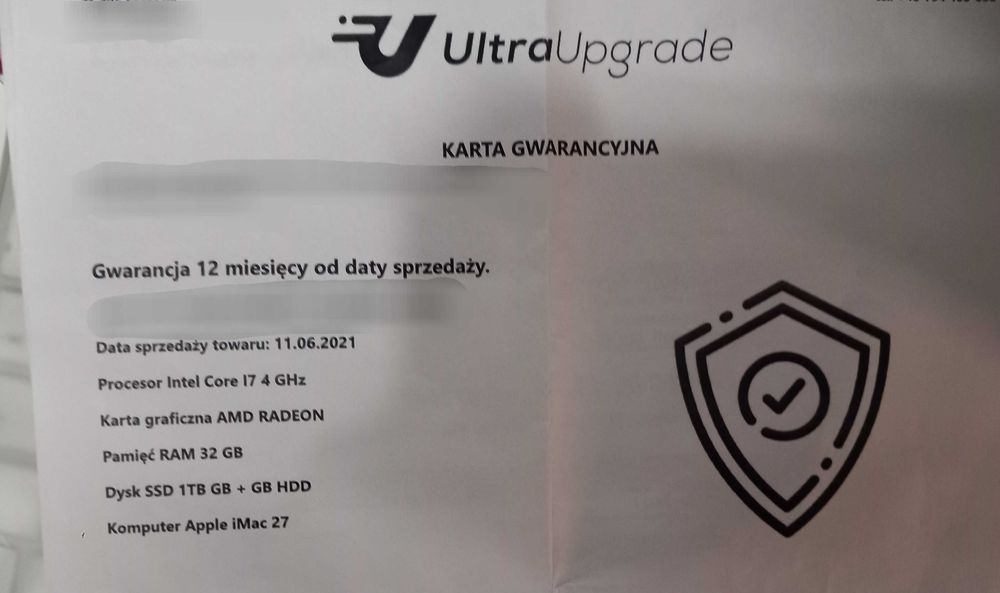 UltraUpgrade
KARTA GWARANCYJNA
Gwarancja 12 miesięcy od daty sprzedaży.
Data sprzedaży towaru: 11.06.2021
Procesor Intel Core I7 4 GHz
Karta graficzna AMD RADEON
Pamięć RAM 32 GB
Dysk SSD 1TB GB + GB HDD
Komputer Apple iMac 27